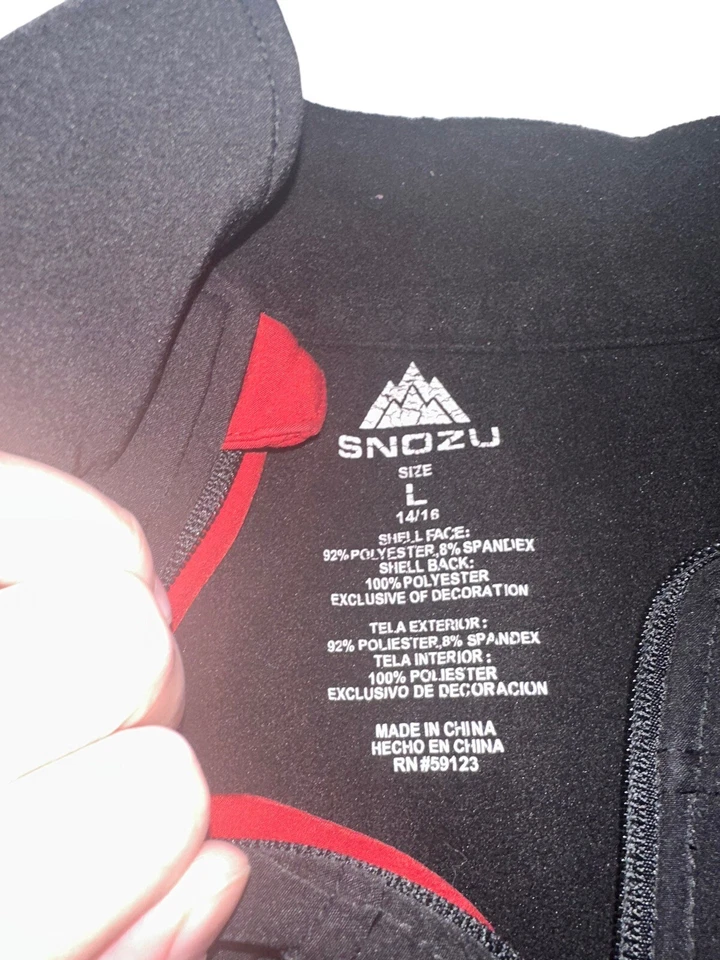 SNOZU
SIZE
L
14/16
SHELL FACE:
92% POLYESTER,8% SPANDEX
SHELL BACK:
100% POLYESTER
EXCLUSIVE OF DECORATION
TELA EXTERIOR:
92% POLIESTER,8% SPANDEX
TELA INTERIOR:
100% POLIESTER
EXCLUSIVO DE DECORACION
MADE IN CHINA
HECHO EN CHINA
RN#59123